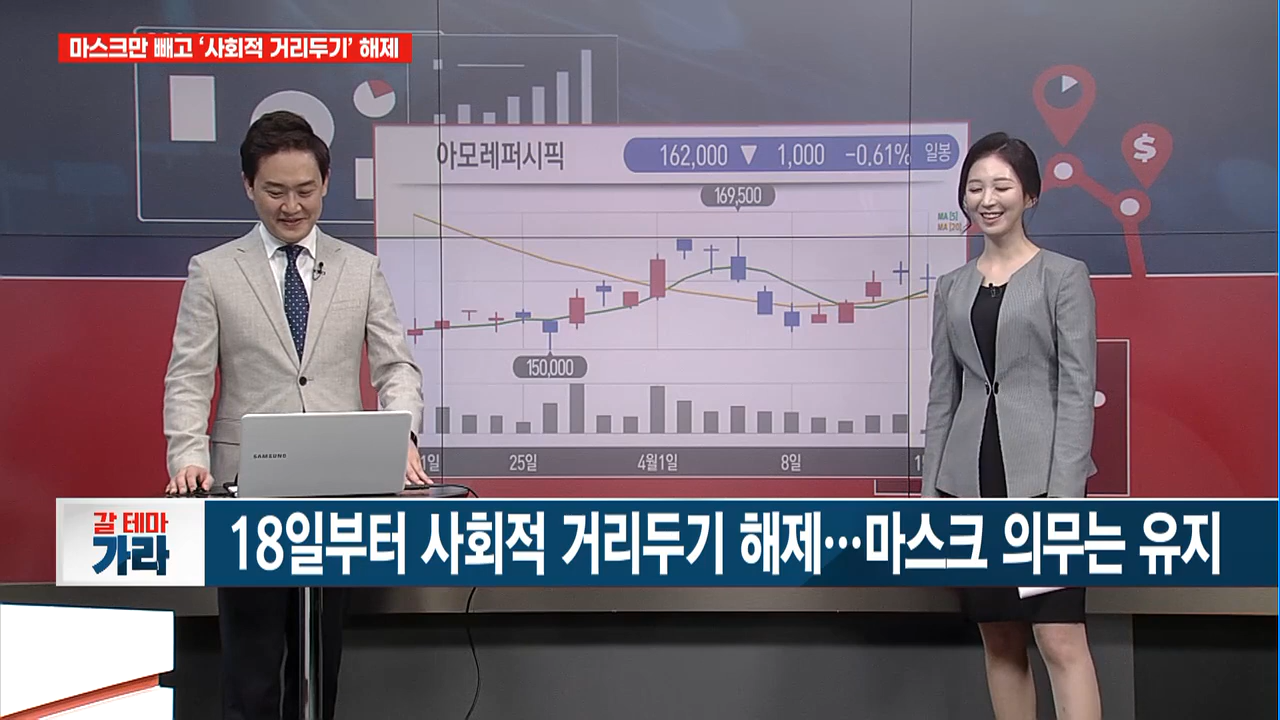 마스크만 빼고 ‘사회적 거리두기’ 해제
아모레퍼시픽
162,000 ▼ 1,000 -0.61% 일봉
169,500
MA [5]
MA [20]
150,000
25일 4월1일 8일
SAMSUNG
갈 테마
가라
18일부터 사회적 거리두기 해제…마스크 의무는 유지